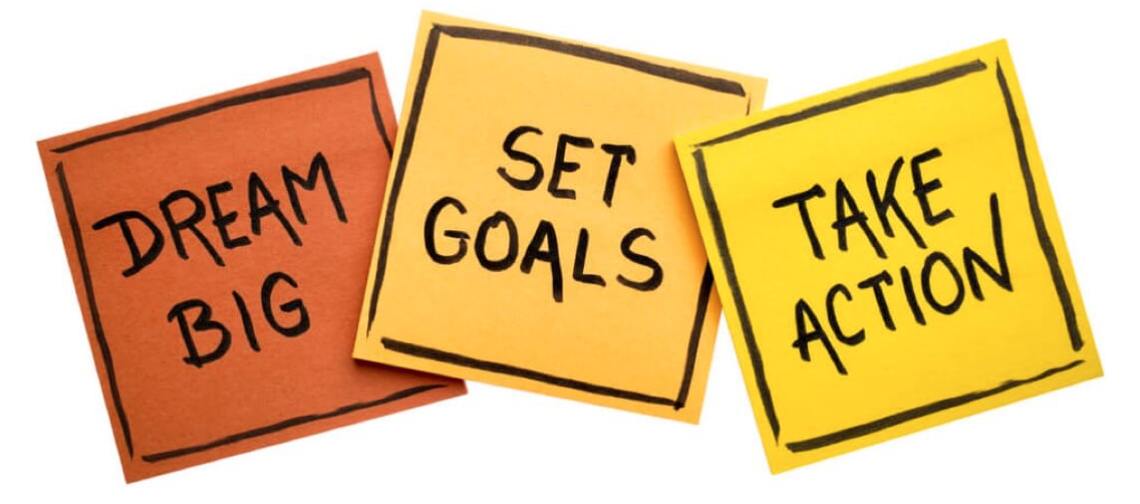 DREAM
BIG
SET
GOALS
TAKE
ACTION